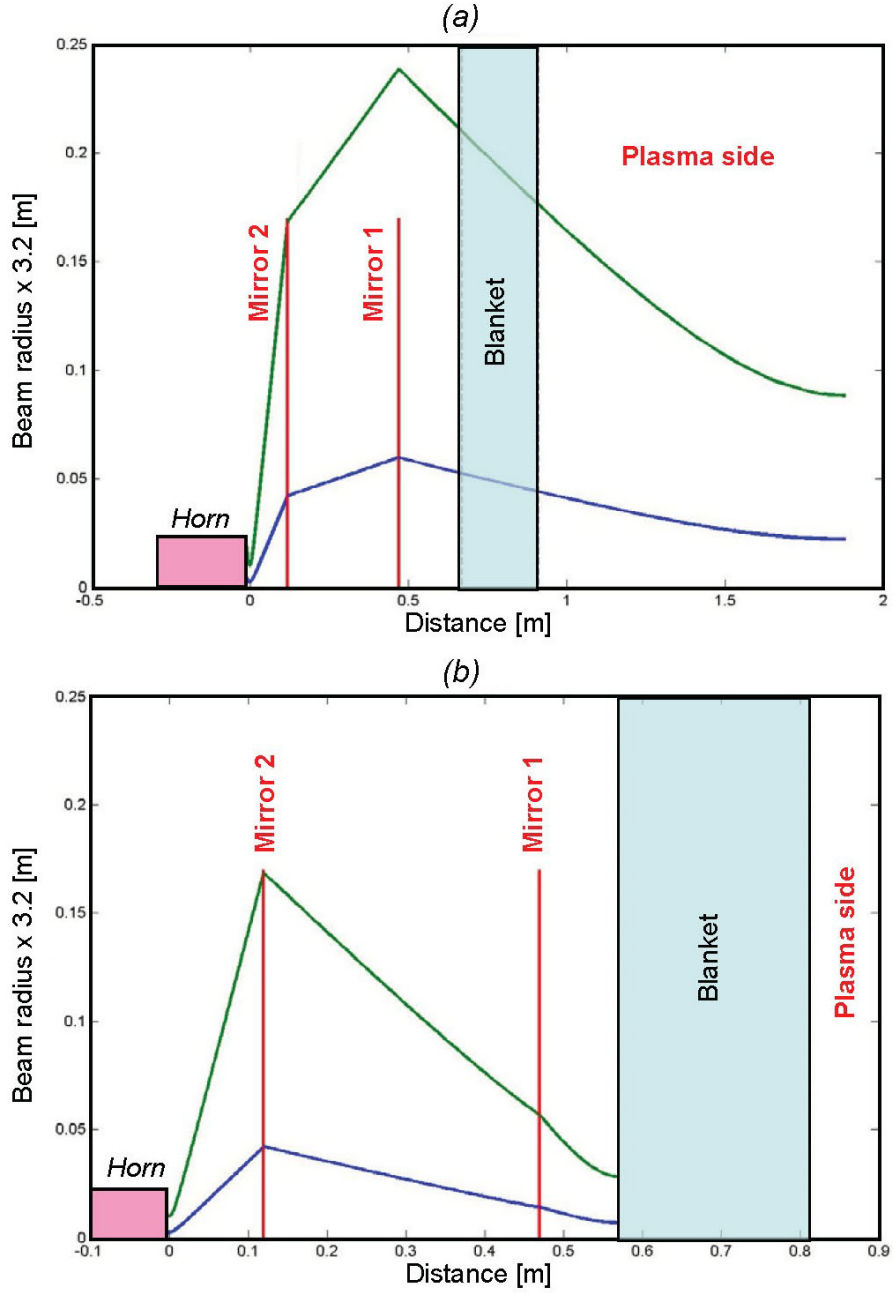 (a)
0.25
0.2
0.15
0.1
0.05
0
Beam radius x 3.2 [m]
Mirror 2
Mirror 1
Blanket
Plasma side
Horn
-0.5
0
0.5
1
1.5
2
Distance [m]
(b)
0.25
0.2
0.15
0.1
0.05
0
Beam radius x 3.2 [m]
Mirror 2
Mirror 1
Blanket
Plasma side
Horn
-0.1
0
0.1
0.2
0.3
0.4
0.5
0.6
0.7
0.8
0.9
Distance [m]